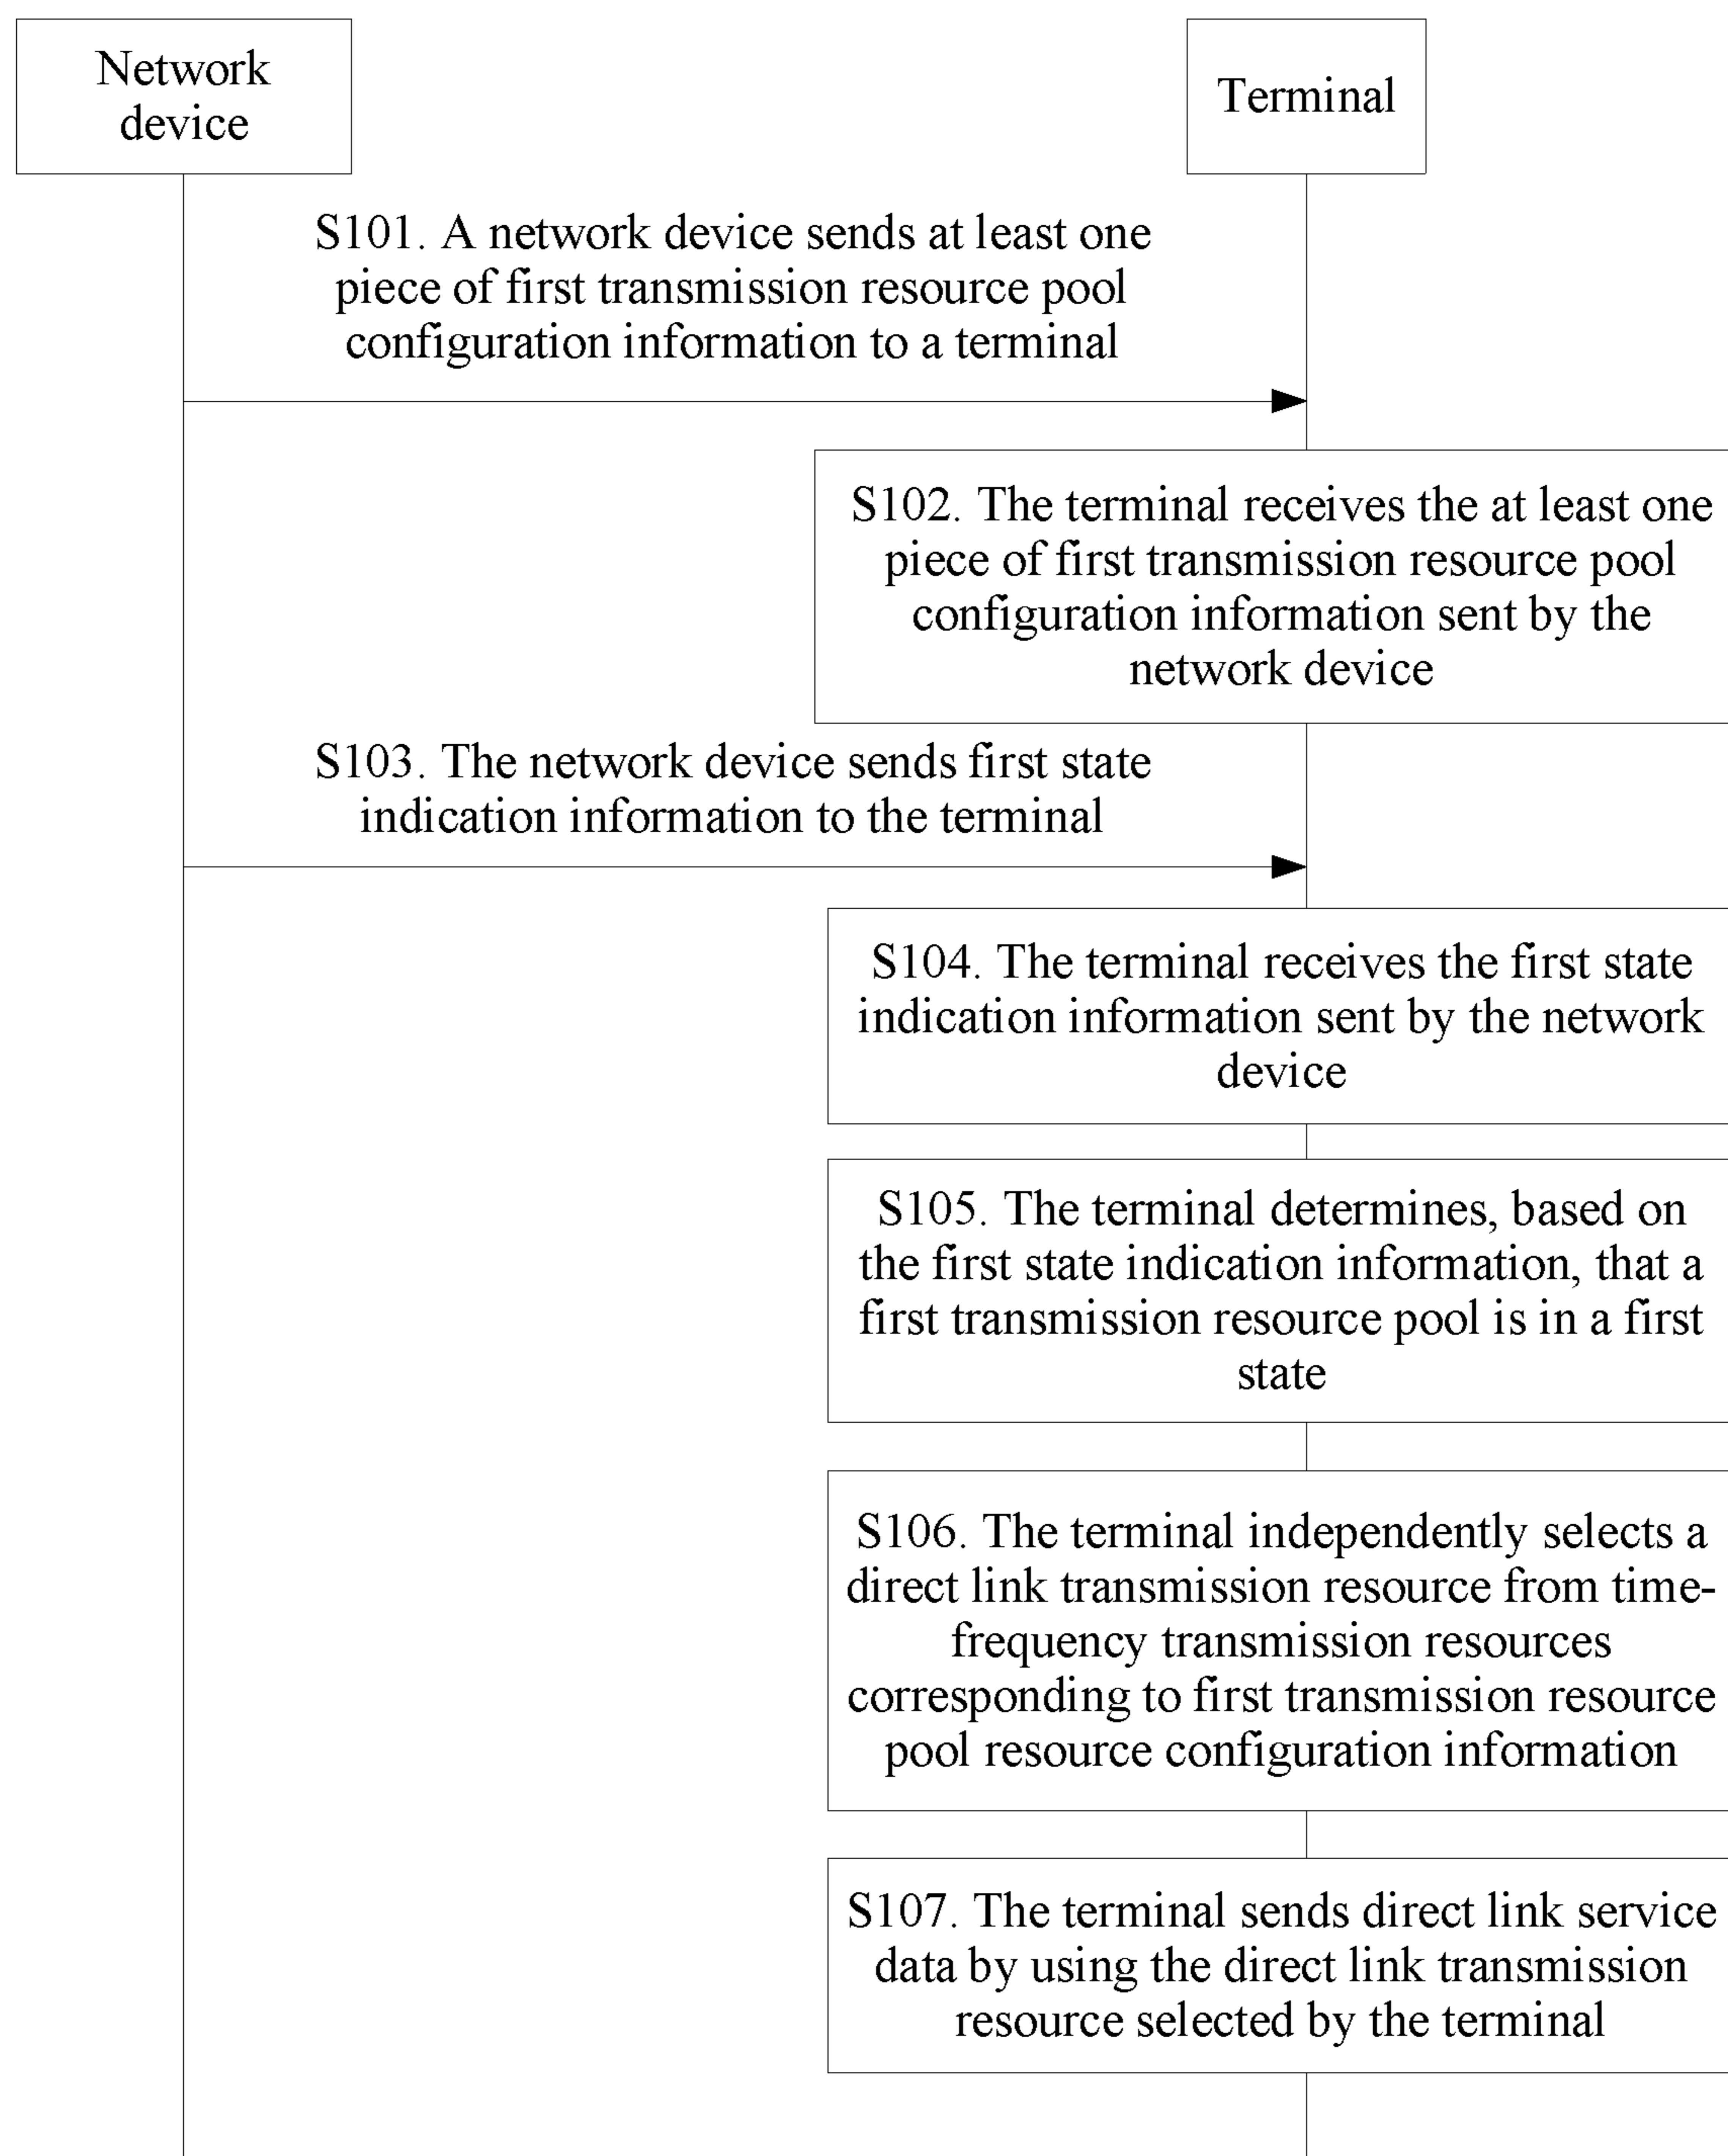 Network
device
Terminal
S101. A network device sends at least one
piece of first transmission resource pool
configuration information to a terminal
S102. The terminal receives the at least one
piece of first transmission resource pool
configuration information sent by the
network device
S103. The network device sends first state
indication information to the terminal
S104. The terminal receives the first state
indication information sent by the network
device
S105. The terminal determines, based on
the first state indication information, that a
first transmission resource pool is in a first
state
S106. The terminal independently selects a
direct link transmission resource from time-
frequency transmission resources
corresponding to first transmission resource
pool resource configuration information
S107. The terminal sends direct link service
data by using the direct link transmission
resource selected by the terminal